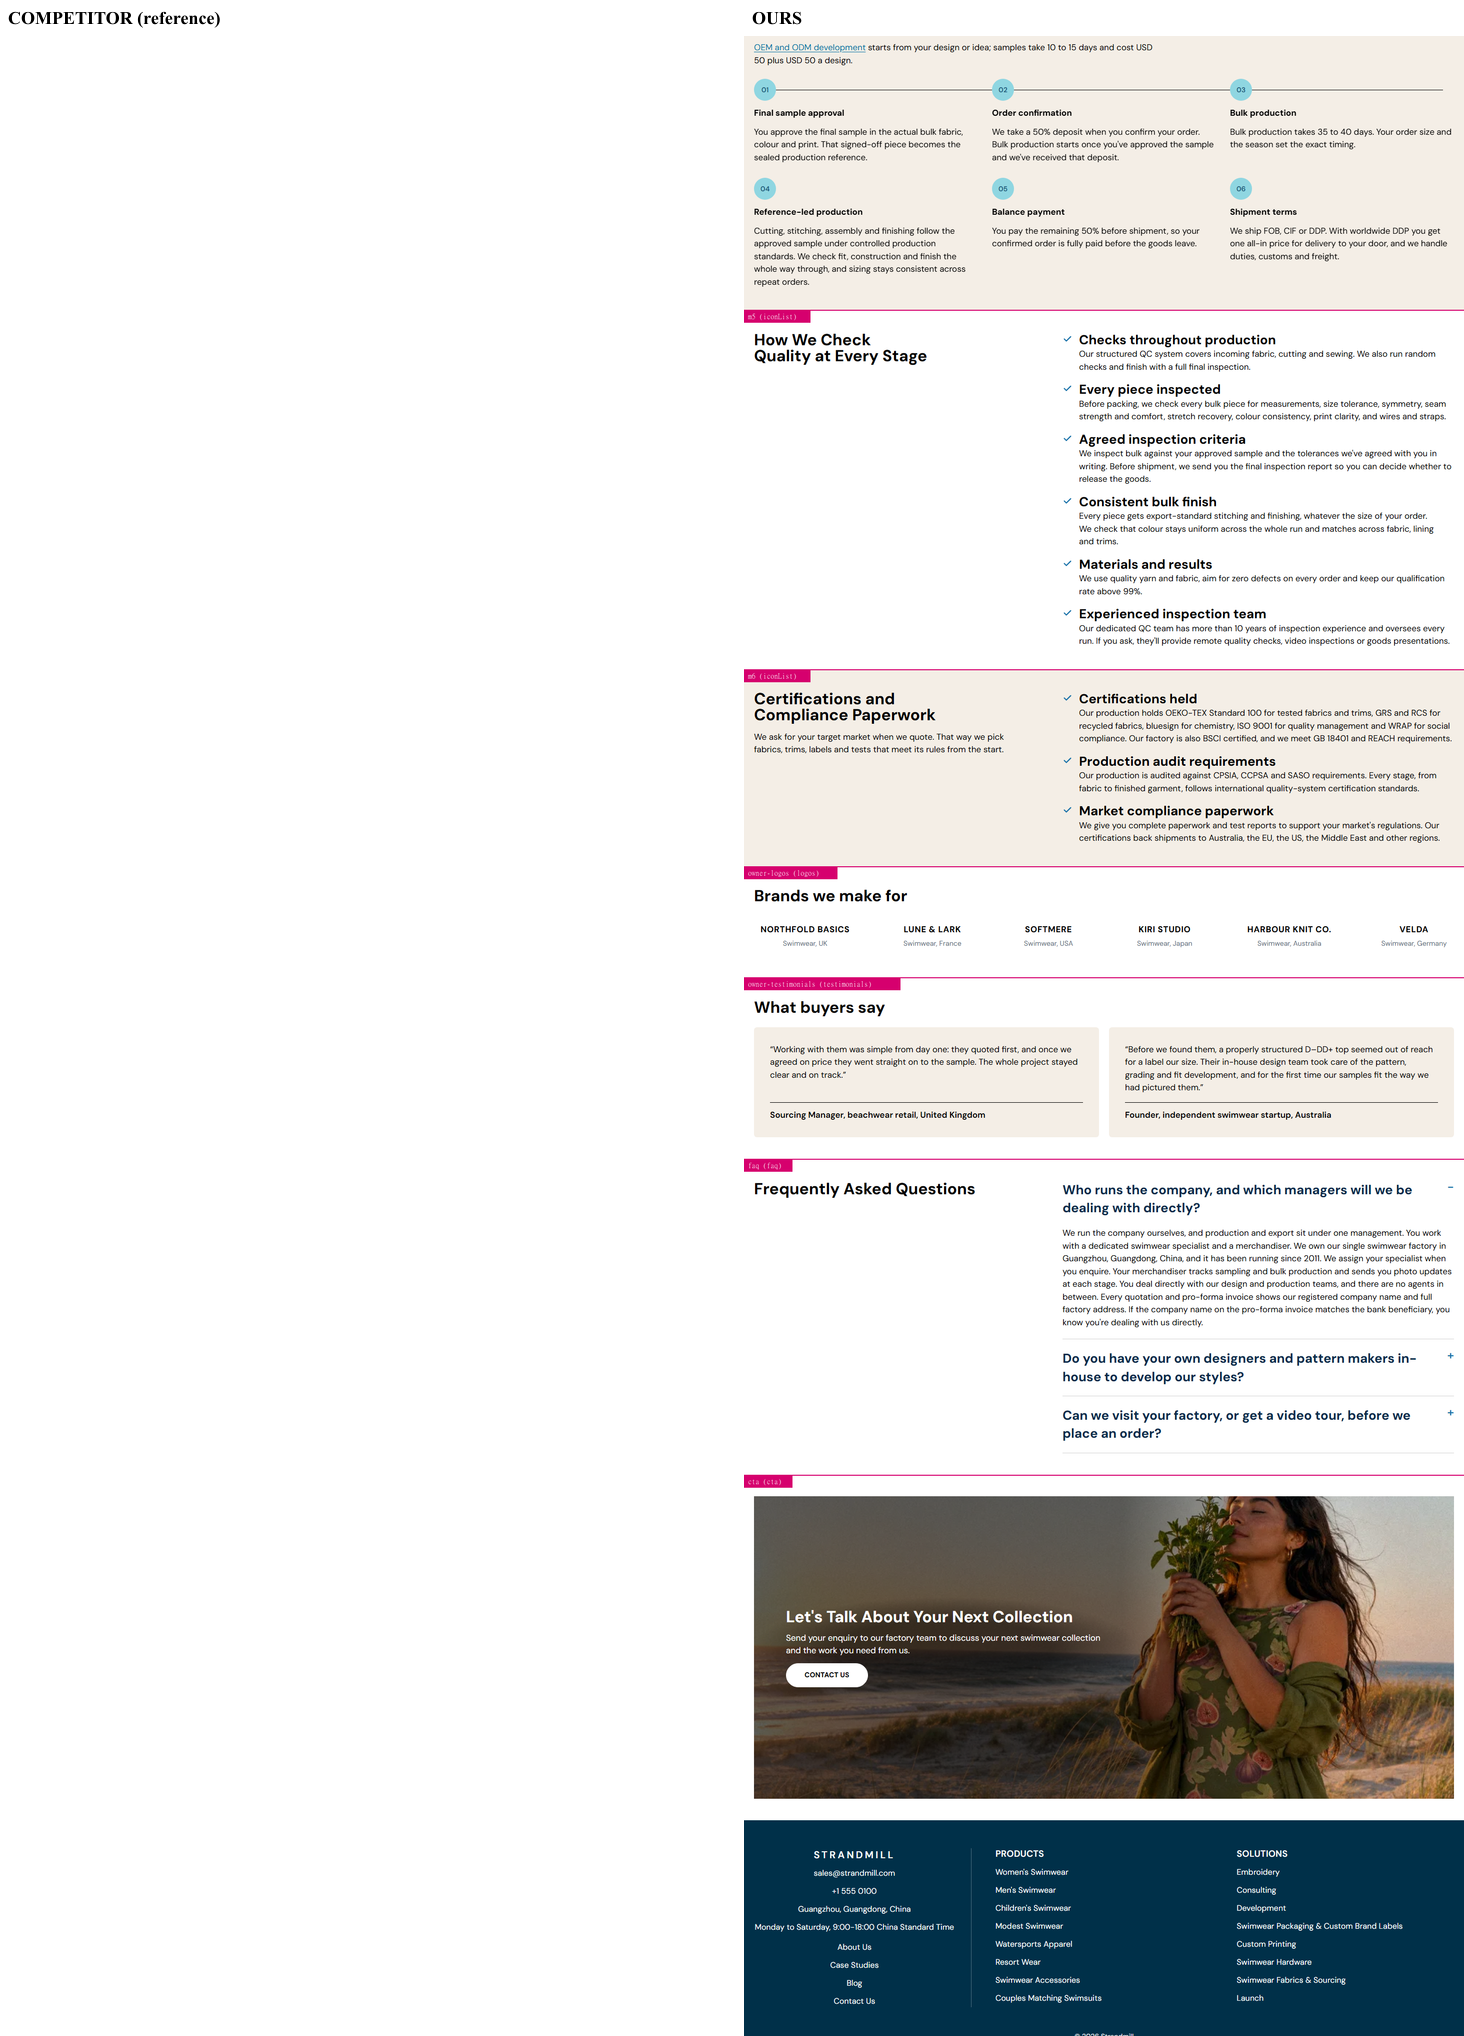 COMPETITOR (reference)
OURS
OEM and ODM development starts from your design or idea; samples take 10 to 15 days and cost USD
50 plus USD 50 a design.
01
02
03
Final sample approval
Order confirmation
Bulk production
You approve the final sample in the actual bulk fabric,
colour and print. That signed-off piece becomes the
sealed production reference.
We take a 50% deposit when you confirm your order.
Bulk production starts once you've approved the sample
and we've received that deposit.
Bulk production takes 35 to 40 days. Your order size and
the season set the exact timing.
04
05
06
Reference-led production
Balance payment
Shipment terms
Cutting, stitching, assembly and finishing follow the
approved sample under controlled production
standards. We check fit, construction and finish the
whole way through, and sizing stays consistent across
repeat orders.
You pay the remaining 50% before shipment, so your
confirmed order is fully paid before the goods leave.
We ship FOB, CIF or DDP. With worldwide DDP you get
one all-in price for delivery to your door, and we handle
duties, customs and freight.
m5 (iconList)
How We Check
Quality at Every Stage
Checks throughout production
Our structured QC system covers incoming fabric, cutting and sewing. We also run random
checks and finish with a full final inspection.
Every piece inspected
Before packing, we check every bulk piece for measurements, size tolerance, symmetry, seam
strength and comfort, stretch recovery, colour consistency, print clarity, and wires and straps.
Agreed inspection criteria
We inspect bulk against your approved sample and the tolerances we've agreed with you in
writing. Before shipment, we send you the final inspection report so you can decide whether to
release the goods.
Consistent bulk finish
Every piece gets export-standard stitching and finishing, whatever the size of your order.
We check that colour stays uniform across the whole run and matches across fabric, lining
and trims.
Materials and results
We use quality yarn and fabric, aim for zero defects on every order and keep our qualification
rate above 99%.
Experienced inspection team
Our dedicated QC team has more than 10 years of inspection experience and oversees every
run. If you ask, they'll provide remote quality checks, video inspections or goods presentations.
m6 (iconList)
Certifications and
Compliance Paperwork
We ask for your target market when we quote. That way we pick
fabrics, trims, labels and tests that meet its rules from the start.
Certifications held
Our production holds OEKO-TEX Standard 100 for tested fabrics and trims, GRS and RCS for
recycled fabrics, bluesign for chemistry, ISO 9001 for quality management and WRAP for social
compliance. Our factory is also BSCI certified, and we meet GB 18401 and REACH requirements.
Production audit requirements
Our production is audited against CPSIA, CCPSA and SASO requirements. Every stage, from
fabric to finished garment, follows international quality-system certification standards.
Market compliance paperwork
We give you complete paperwork and test reports to support your market's regulations. Our
certifications back shipments to Australia, the EU, the US, the Middle East and other regions.
owner-logos (logos)
Brands we make for
NORTHFOLD BASICS
LUNE & LARK
SOFTMERE
KIRI STUDIO
HARBOUR KNIT CO.
VELDA
Swimwear, UK
Swimwear, France
Swimwear, USA
Swimwear, Japan
Swimwear, Australia
Swimwear, Germany
owner-testimonials (testimonials)
What buyers say
“Working with them was simple from day one: they quoted first, and once we
agreed on price they went straight on to the sample. The whole project stayed
clear and on track.”
Sourcing Manager, beachwear retail, United Kingdom
“Before we found them, a properly structured D–DD+ top seemed out of reach
for a label our size. Their in-house design team took care of the pattern,
grading and fit development, and for the first time our samples fit the way we
had pictured them.”
Founder, independent swimwear startup, Australia
faq (faq)
Frequently Asked Questions
Who runs the company, and which managers will we be
dealing with directly?
−
We run the company ourselves, and production and export sit under one management. You work
with a dedicated swimwear specialist and a merchandiser. We own our single swimwear factory in
Guangzhou, Guangdong, China, and it has been running since 2011. We assign your specialist when
you enquire. Your merchandiser tracks sampling and bulk production and sends you photo updates
at each stage. You deal directly with our design and production teams, and there are no agents in
between. Every quotation and pro-forma invoice shows our registered company name and full
factory address. If the company name on the pro-forma invoice matches the bank beneficiary, you
know you're dealing with us directly.
Do you have your own designers and pattern makers in-
house to develop our styles?
+
Can we visit your factory, or get a video tour, before we
place an order?
+
cta (cta)
Let's Talk About Your Next Collection
Send your enquiry to our factory team to discuss your next swimwear collection
and the work you need from us.
CONTACT US
STRANDMILL
sales@strandmill.com
+1 555 0100
Guangzhou, Guangdong, China
Monday to Saturday, 9:00-18:00 China Standard Time
About Us
Case Studies
Blog
Contact Us
PRODUCTS
Women's Swimwear
Men's Swimwear
Children's Swimwear
Modest Swimwear
Watersports Apparel
Resort Wear
Swimwear Accessories
Couples Matching Swimsuits
SOLUTIONS
Embroidery
Consulting
Development
Swimwear Packaging & Custom Brand Labels
Custom Printing
Swimwear Hardware
Swimwear Fabrics & Sourcing
Launch
© 2026 Strandmill